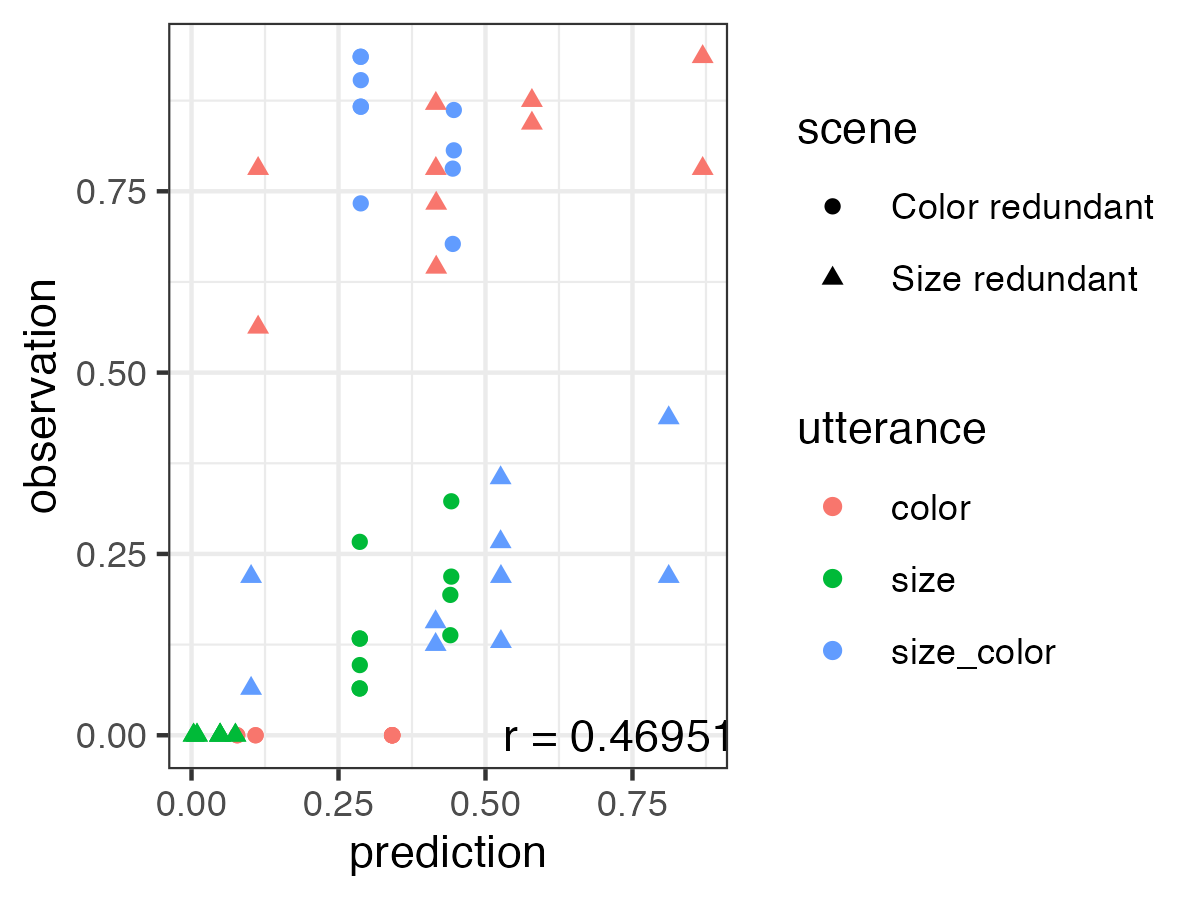 observation
0.75
0.50
0.25
0.00
r = 0.46951
0.00 0.25 0.50 0.75
prediction
scene
Color redundant
Size redundant
utterance
color
size
size_color